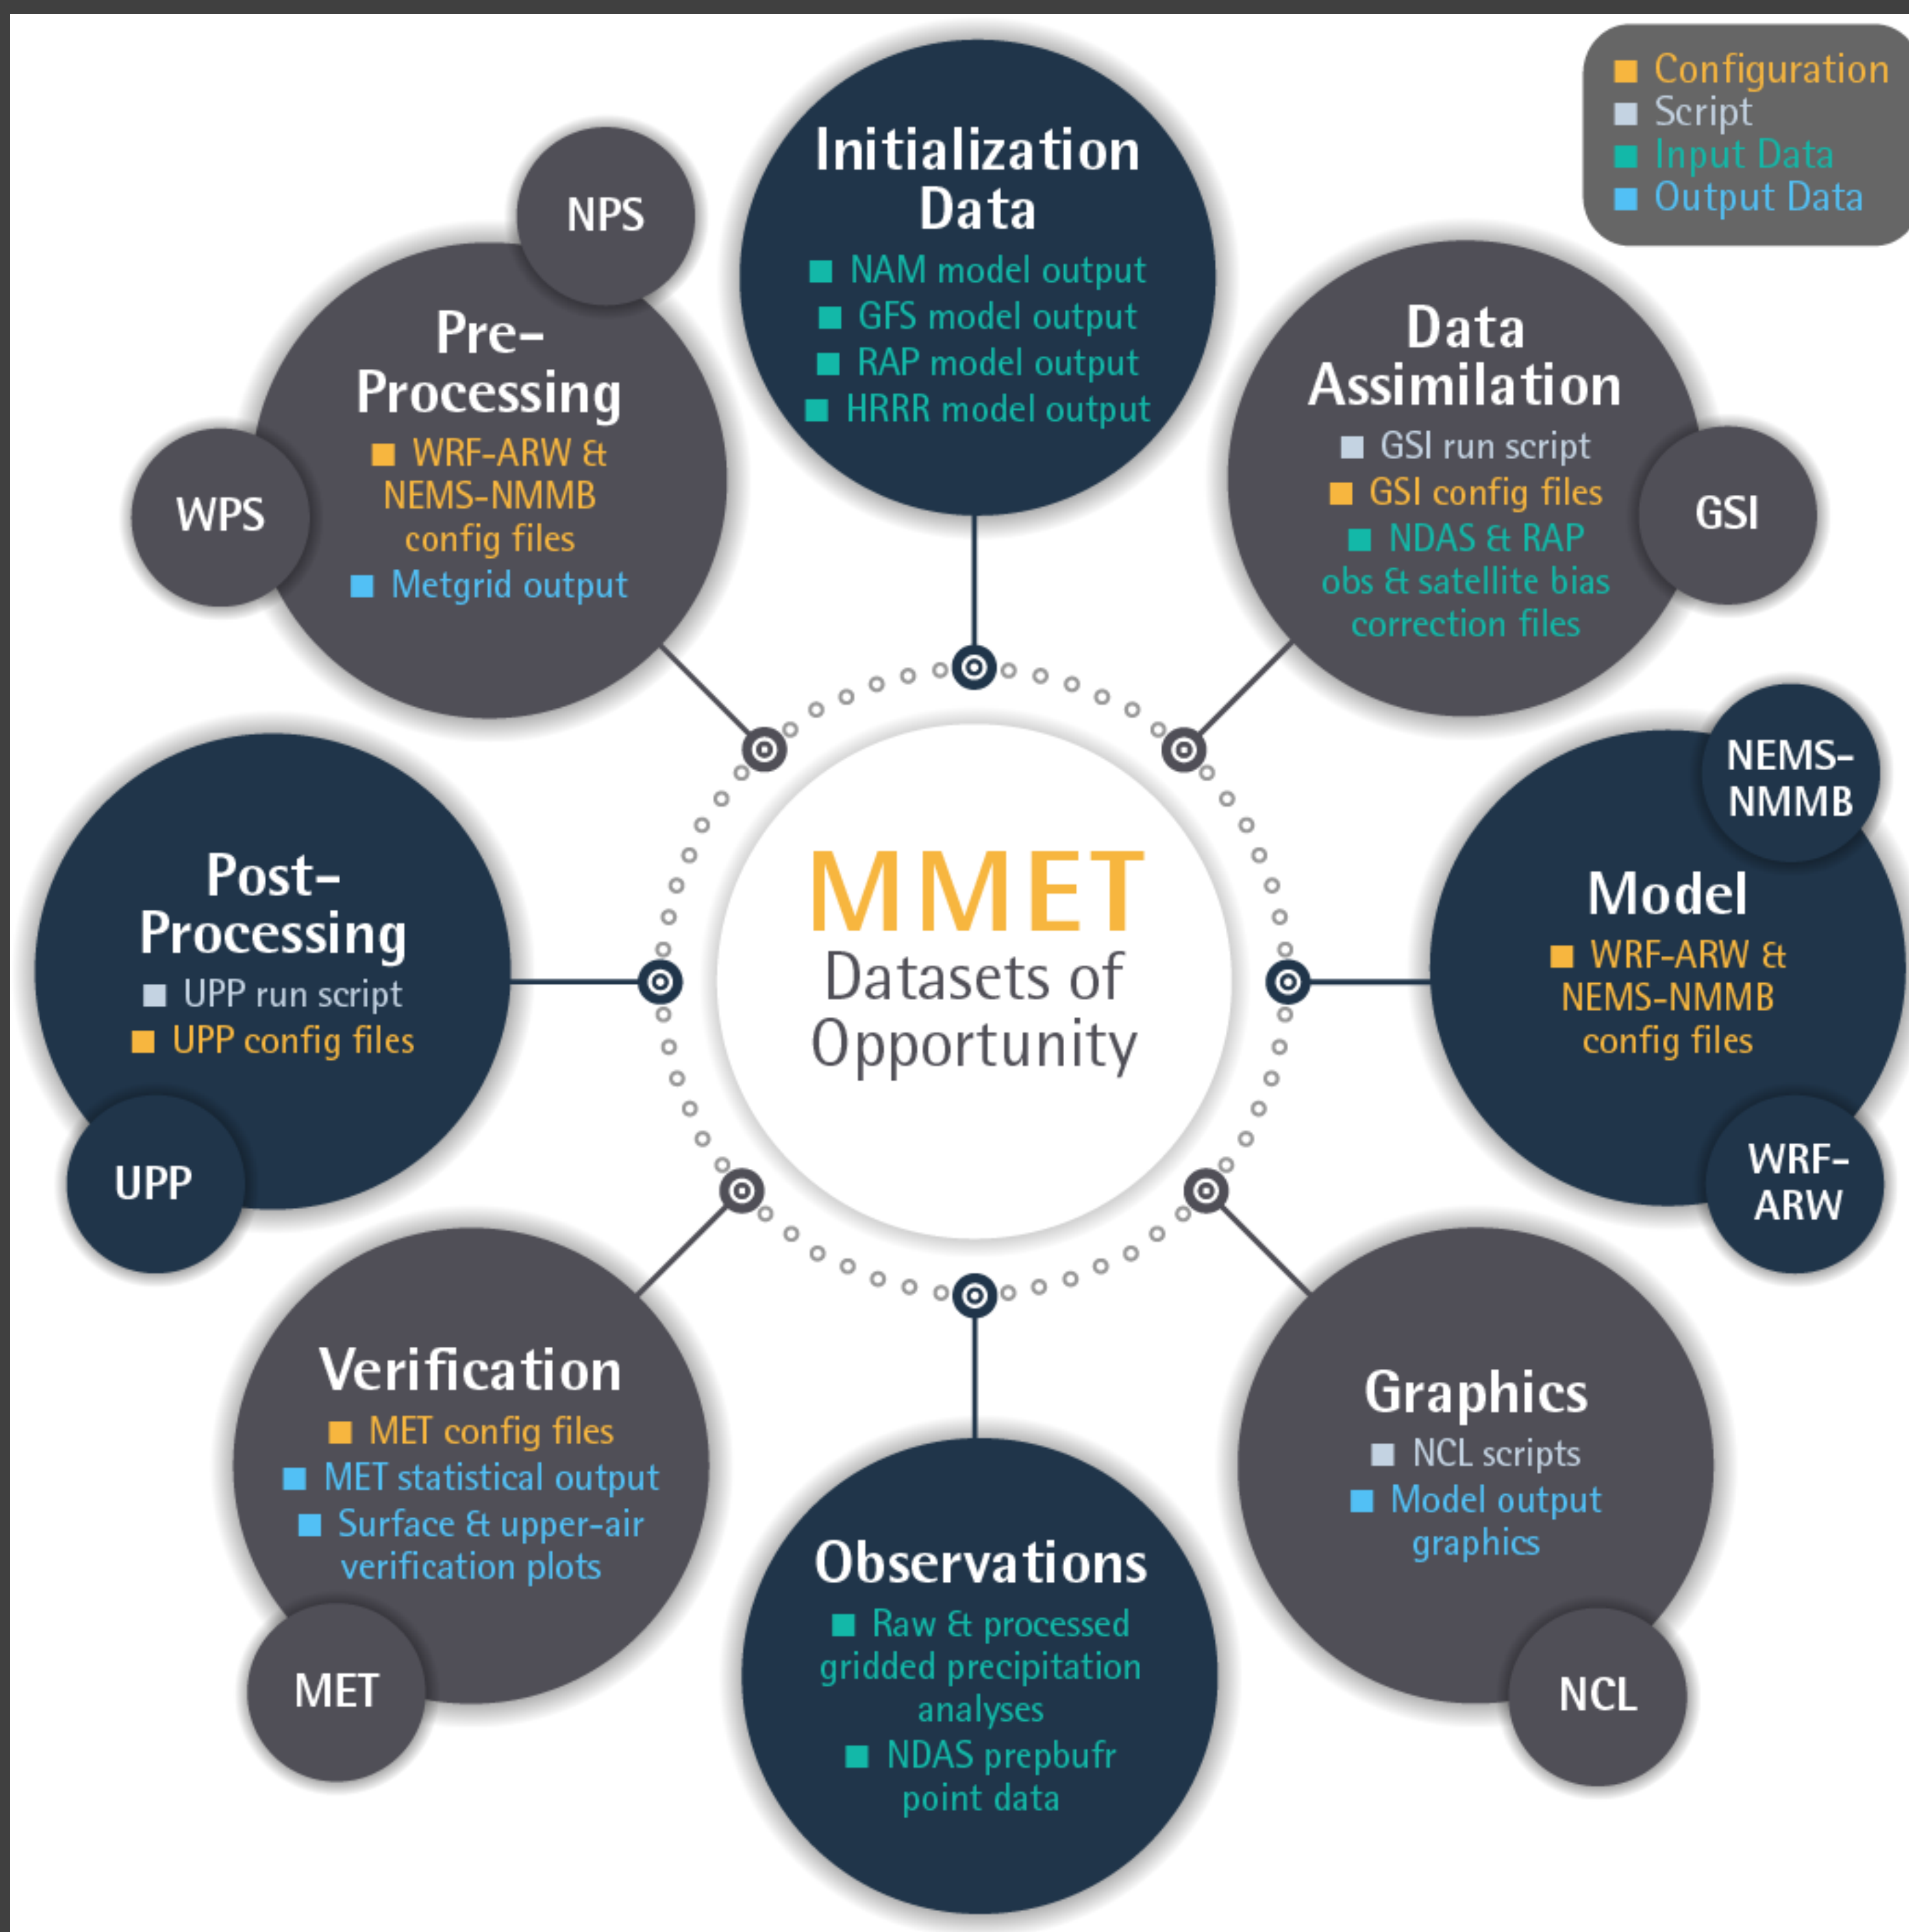 Configuration
Script
Input Data
Output Data
Initialization
Data
NAM model output
GFS model output
RAP model output
HRRR model output
NPS
Pre-
Processing
WRF-ARW &
NEMS-NMMB
config files
Metgrid output
WPS
Data
Assimilation
GSI run script
GSI config files
NDAS & RAP
obs & satellite bias
correction files
GSI
NEMS-
NMMB
Model
WRF-ARW &
NEMS-NMMB
config files
WRF-
ARW
MMET
Datasets of
Opportunity
Post-
Processing
UPP run script
UPP config files
UPP
Verification
MET config files
MET statistical output
Surface & upper-air
verification plots
MET
Observations
Raw & processed
gridded precipitation
analyses
NDAS prepbufr
point data
Graphics
NCL scripts
Model output
graphics
NCL